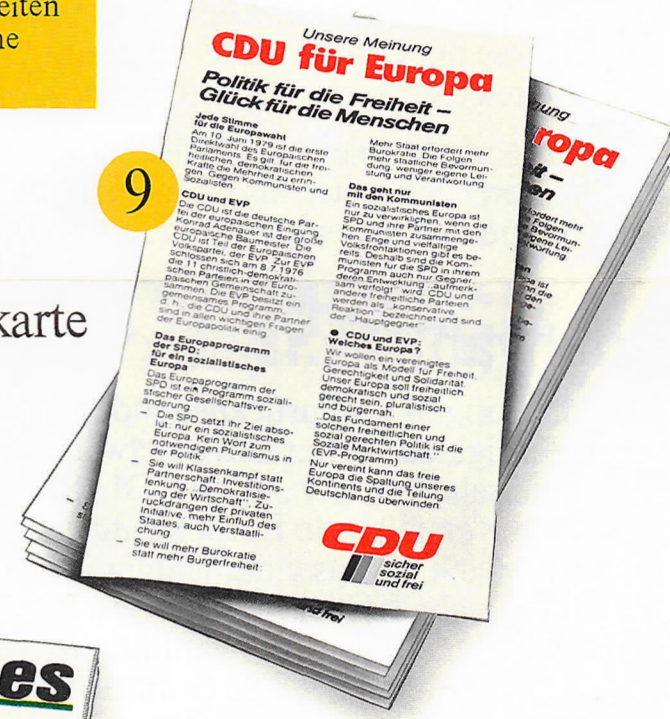 eiten
ne
Unsere Meinung
CDU für Europa
Politik für die Freiheit –
Glück für die Menschen
Jede Stimme
für die Europawahl
Am 10. Juni 1979 ist die erste
Direktwahl des Europäischen
Parlaments. Es gilt, für die frei-
heitlichen, demokratischen
Kräfte die Mehrheit zu errin-
gen. Gegen Kommunisten und
Sozialisten.
CDU und EVP
Die CDU ist die deutsche Par-
tei der europäischen Einigung.
Konrad Adenauer ist der große
europäische Baumeister. Die
CDU ist Teil der Europäischen
Volkspartei, der EVP. Zur EVP
schlossen sich am 8.7.1976
die 11 christlich-demokrati-
schen Parteien in der Euro-
päischen Gemeinschaft zu-
sammen. Die EVP besitzt ein
gemeinsames Programm,
d. h., die CDU und ihre Partner
sind in allen wichtigen Fragen
der Europapolitik einig.
Das Europaprogramm
der SPD:
für ein sozialistisches
Europa
Das Europaprogramm der
SPD ist ein Programm soziali-
stischer Gesellschaftsver-
änderung.
– Die SPD setzt ihr Ziel abso-
lut: nur ein sozialistisches
Europa. Kein Wort zum
notwendigen Pluralismus in
der Politik.
– Sie will Klassenkampf statt
Partnerschaft: Investitions-
lenkung, „Demokratisie-
rung der Wirtschaft“, Zu-
rückdrängen der privaten
Initiative, mehr Einfluß des
Staates, auch Verstaatli-
chung.
– Sie will mehr Bürokratie
statt mehr Bürgerfreiheit:
Mehr Staat erfordert mehr
Bürokratie. Die Folgen:
mehr staatliche Bevormun-
dung, weniger eigene Lei-
stung und Verantwortung.
Das geht nur
mit den Kommunisten
Ein sozialistisches Europa ist
nur zu verwirklichen, wenn die
SPD und ihre Partner mit den
Kommunisten zusammenge-
hen. Enge und vielfältige
Volksfrontaktionen gibt es be-
reits. Deshalb sind die Kom-
munisten für die SPD in ihrem
Programm auch nur Gegner,
deren Entwicklung „aufmerk-
sam verfolgt“ wird. CDU und
andere freiheitliche Parteien
werden als „konservative
Reaktion“ bezeichnet und sind
der „Hauptgegner“.
● CDU und EVP:
Welches Europa?
Wir wollen ein vereinigtes
Europa als Modell für Freiheit,
Gerechtigkeit und Solidarität.
Unser Europa soll freiheitlich
demokratisch und sozial
gerecht sein, pluralistisch
und bürgernah.
„Das Fundament einer
solchen freiheitlichen und
sozial gerechten Politik ist die
Soziale Marktwirtschaft.“
(EVP-Programm)
Nur vereint kann das freie
Europa die Spaltung unseres
Kontinents und die Teilung
Deutschlands überwinden.
CDU
sicher
sozial
und frei
9
karte
nung
ropa
it –
en
fordert mehr
Folgen
Bevormun-
gene Lei-
wortung.
und frei
es